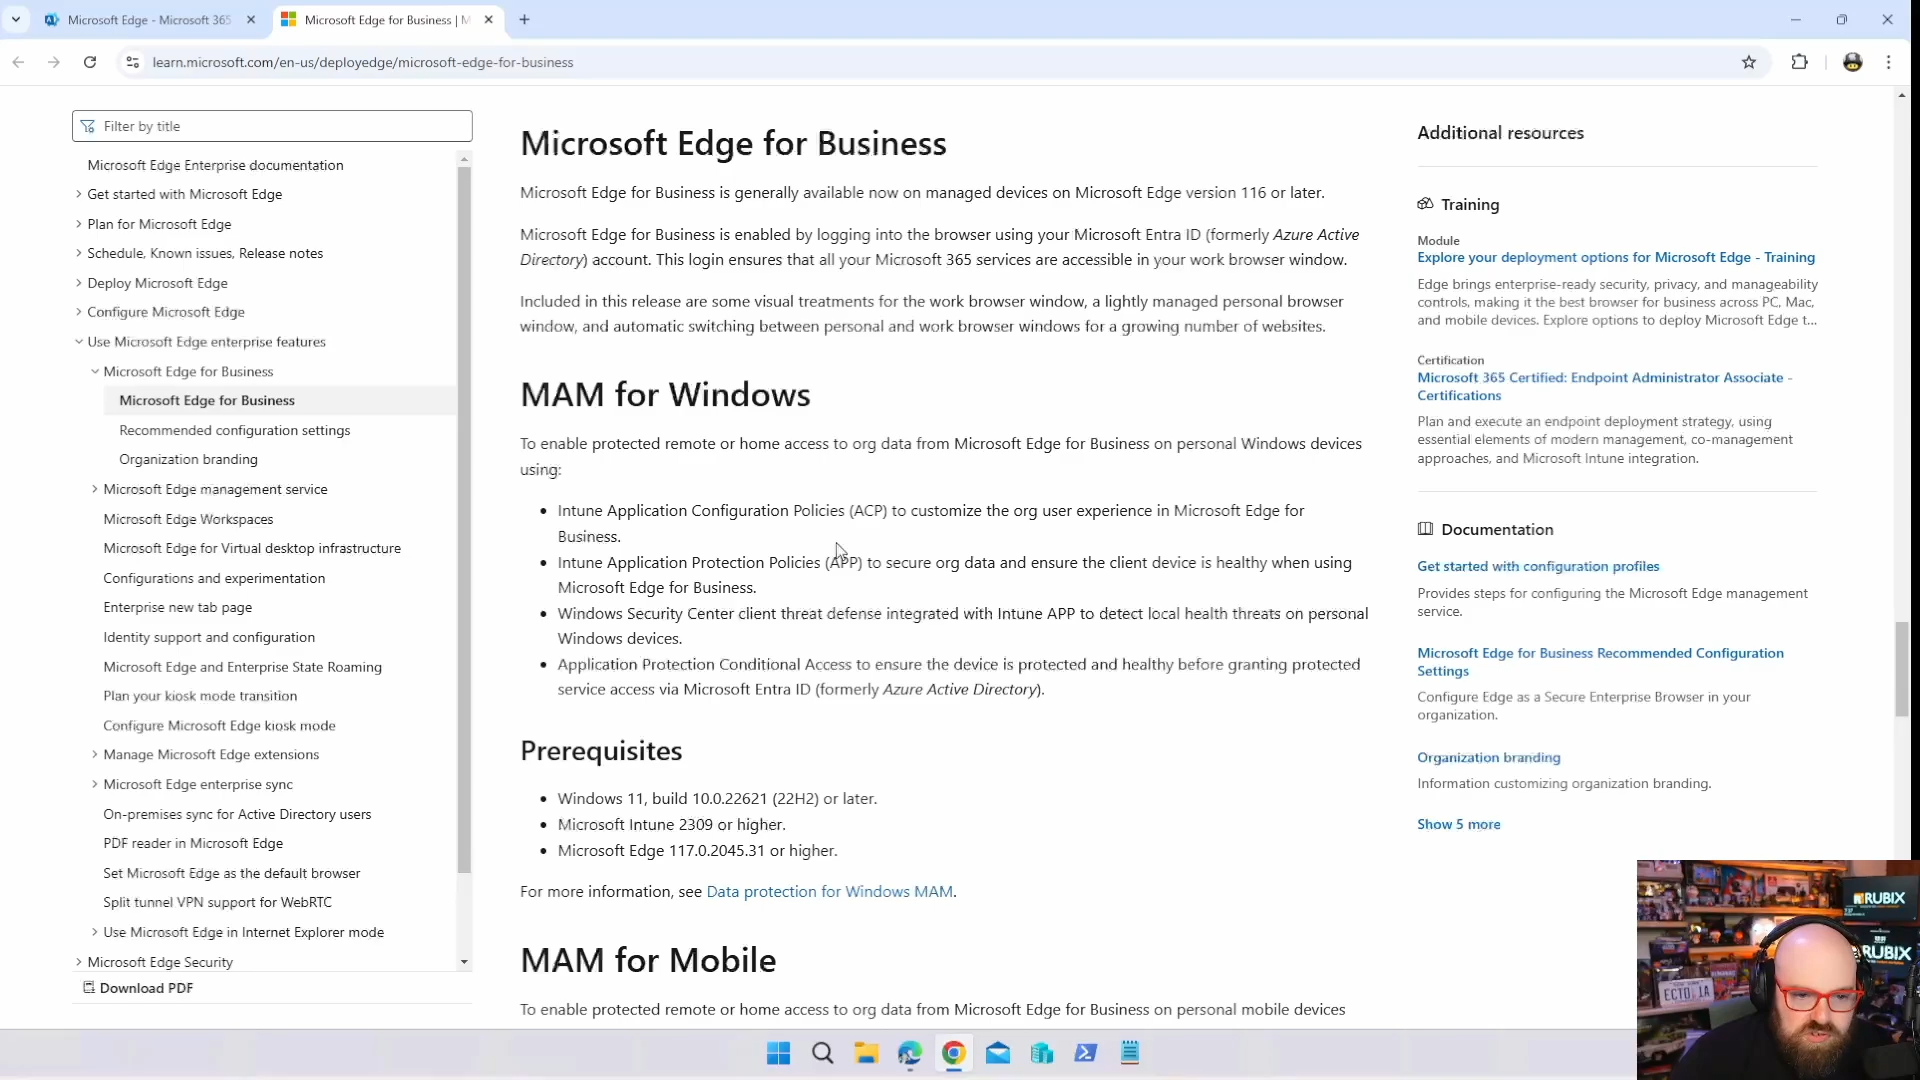 Microsoft Edge - Microsoft 365
Microsoft Edge for Business | M
learn.microsoft.com/en-us/deployedge/microsoft-edge-for-business
Filter by title
Microsoft Edge Enterprise documentation
Get started with Microsoft Edge
Plan for Microsoft Edge
Schedule, Known issues, Release notes
Deploy Microsoft Edge
Configure Microsoft Edge
Use Microsoft Edge enterprise features
Microsoft Edge for Business
Microsoft Edge for Business
Recommended configuration settings
Organization branding
Microsoft Edge management service
Microsoft Edge Workspaces
Microsoft Edge for Virtual desktop infrastructure
Configurations and experimentation
Enterprise new tab page
Identity support and configuration
Microsoft Edge and Enterprise State Roaming
Plan your kiosk mode transition
Configure Microsoft Edge kiosk mode
Manage Microsoft Edge extensions
Microsoft Edge enterprise sync
On-premises sync for Active Directory users
PDF reader in Microsoft Edge
Set Microsoft Edge as the default browser
Split tunnel VPN support for WebRTC
Use Microsoft Edge in Internet Explorer mode
Microsoft Edge Security
Download PDF
Microsoft Edge for Business
Microsoft Edge for Business is generally available now on managed devices on Microsoft Edge version 116 or later.
Microsoft Edge for Business is enabled by logging into the browser using your Microsoft Entra ID (formerly Azure Active
Directory) account. This login ensures that all your Microsoft 365 services are accessible in your work browser window.
Included in this release are some visual treatments for the work browser window, a lightly managed personal browser
window, and automatic switching between personal and work browser windows for a growing number of websites.
MAM for Windows
To enable protected remote or home access to org data from Microsoft Edge for Business on personal Windows devices
using:
• Intune Application Configuration Policies (ACP) to customize the org user experience in Microsoft Edge for
Business.
• Intune Application Protection Policies (APP) to secure org data and ensure the client device is healthy when using
Microsoft Edge for Business.
• Windows Security Center client threat defense integrated with Intune APP to detect local health threats on personal
Windows devices.
• Application Protection Conditional Access to ensure the device is protected and healthy before granting protected
service access via Microsoft Entra ID (formerly Azure Active Directory).
Prerequisites
• Windows 11, build 10.0.22621 (22H2) or later.
• Microsoft Intune 2309 or higher.
• Microsoft Edge 117.0.2045.31 or higher.
For more information, see Data protection for Windows MAM.
MAM for Mobile
To enable protected remote or home access to org data from Microsoft Edge for Business on personal mobile devices
Additional resources
Training
Module
Explore your deployment options for Microsoft Edge - Training
Edge brings enterprise-ready security, privacy, and manageability
controls, making it the best browser for business across PC, Mac,
and mobile devices. Explore options to deploy Microsoft Edge t...
Certification
Microsoft 365 Certified: Endpoint Administrator Associate -
Certifications
Plan and execute an endpoint deployment strategy, using
essential elements of modern management, co-management
approaches, and Microsoft Intune integration.
Documentation
Get started with configuration profiles
Provides steps for configuring the Microsoft Edge management
service.
Microsoft Edge for Business Recommended Configuration
Settings
Configure Edge as a Secure Enterprise Browser in your
organization.
Organization branding
Information customizing organization branding.
Show 5 more
RUBIX
RUBIX
ECTO-1A